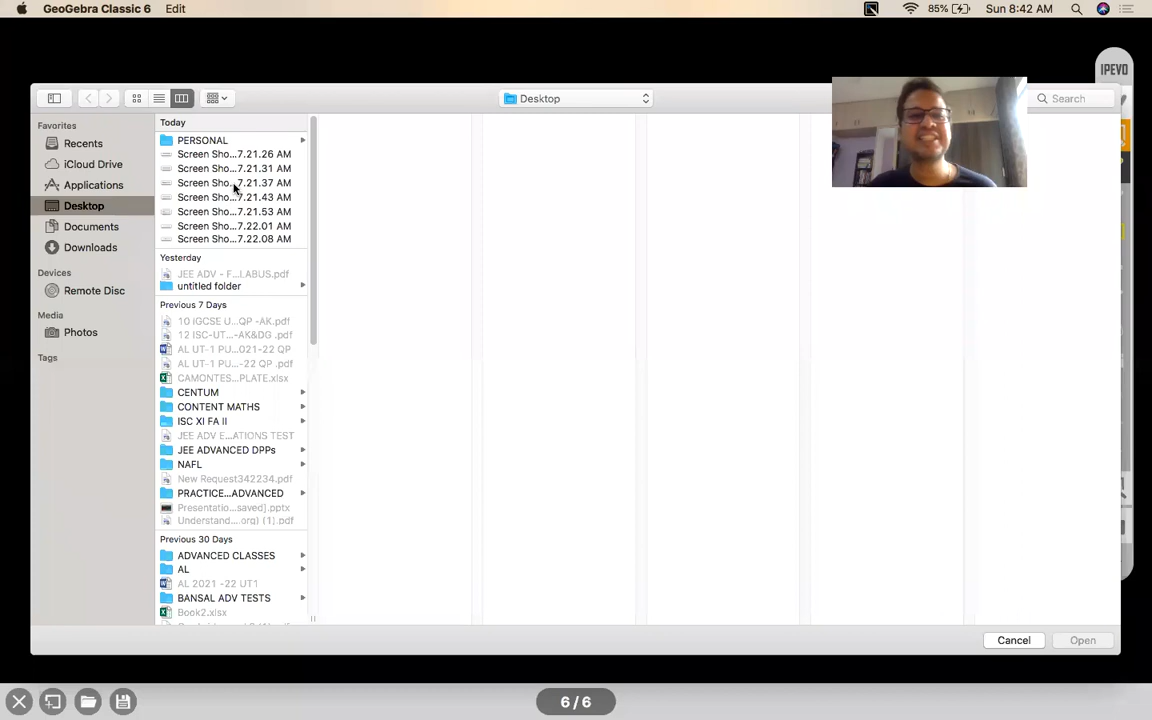 GeoGebra Classic 6 Edit 85% Sun 8:42 AM
IPEVO
Desktop
Search
Favorites
Recents
iCloud Drive
Applications
Desktop
Documents
Downloads
Devices
Remote Disc
Media
Photos
Tags
Today
PERSONAL
Screen Sho...7.21.26 AM
Screen Sho...7.21.31 AM
Screen Sho...7.21.37 AM
Screen Sho...7.21.43 AM
Screen Sho...7.21.53 AM
Screen Sho...7.22.01 AM
Screen Sho...7.22.08 AM
Yesterday
JEE ADV - F...LABUS.pdf
untitled folder
Previous 7 Days
10 iGCSE U...QP -AK.pdf
12 ISC-UT...-AK&DG .pdf
AL UT-1 PU...021-22 QP
AL UT-1 PU...-22 QP .pdf
CAMONTES...PLATE.xlsx
CENTUM
CONTENT MATHS
ISC XI FA II
JEE ADV E...ATIONS TEST
JEE ADVANCED DPPs
NAFL
New Request342234.pdf
PRACTICE...ADVANCED
Presentatio...saved].pptx
Understand....org) (1).pdf
Previous 30 Days
ADVANCED CLASSES
AL
AL 2021 -22 UT1
BANSAL ADV TESTS
Book2.xlsx
Cancel
Open
6 / 6